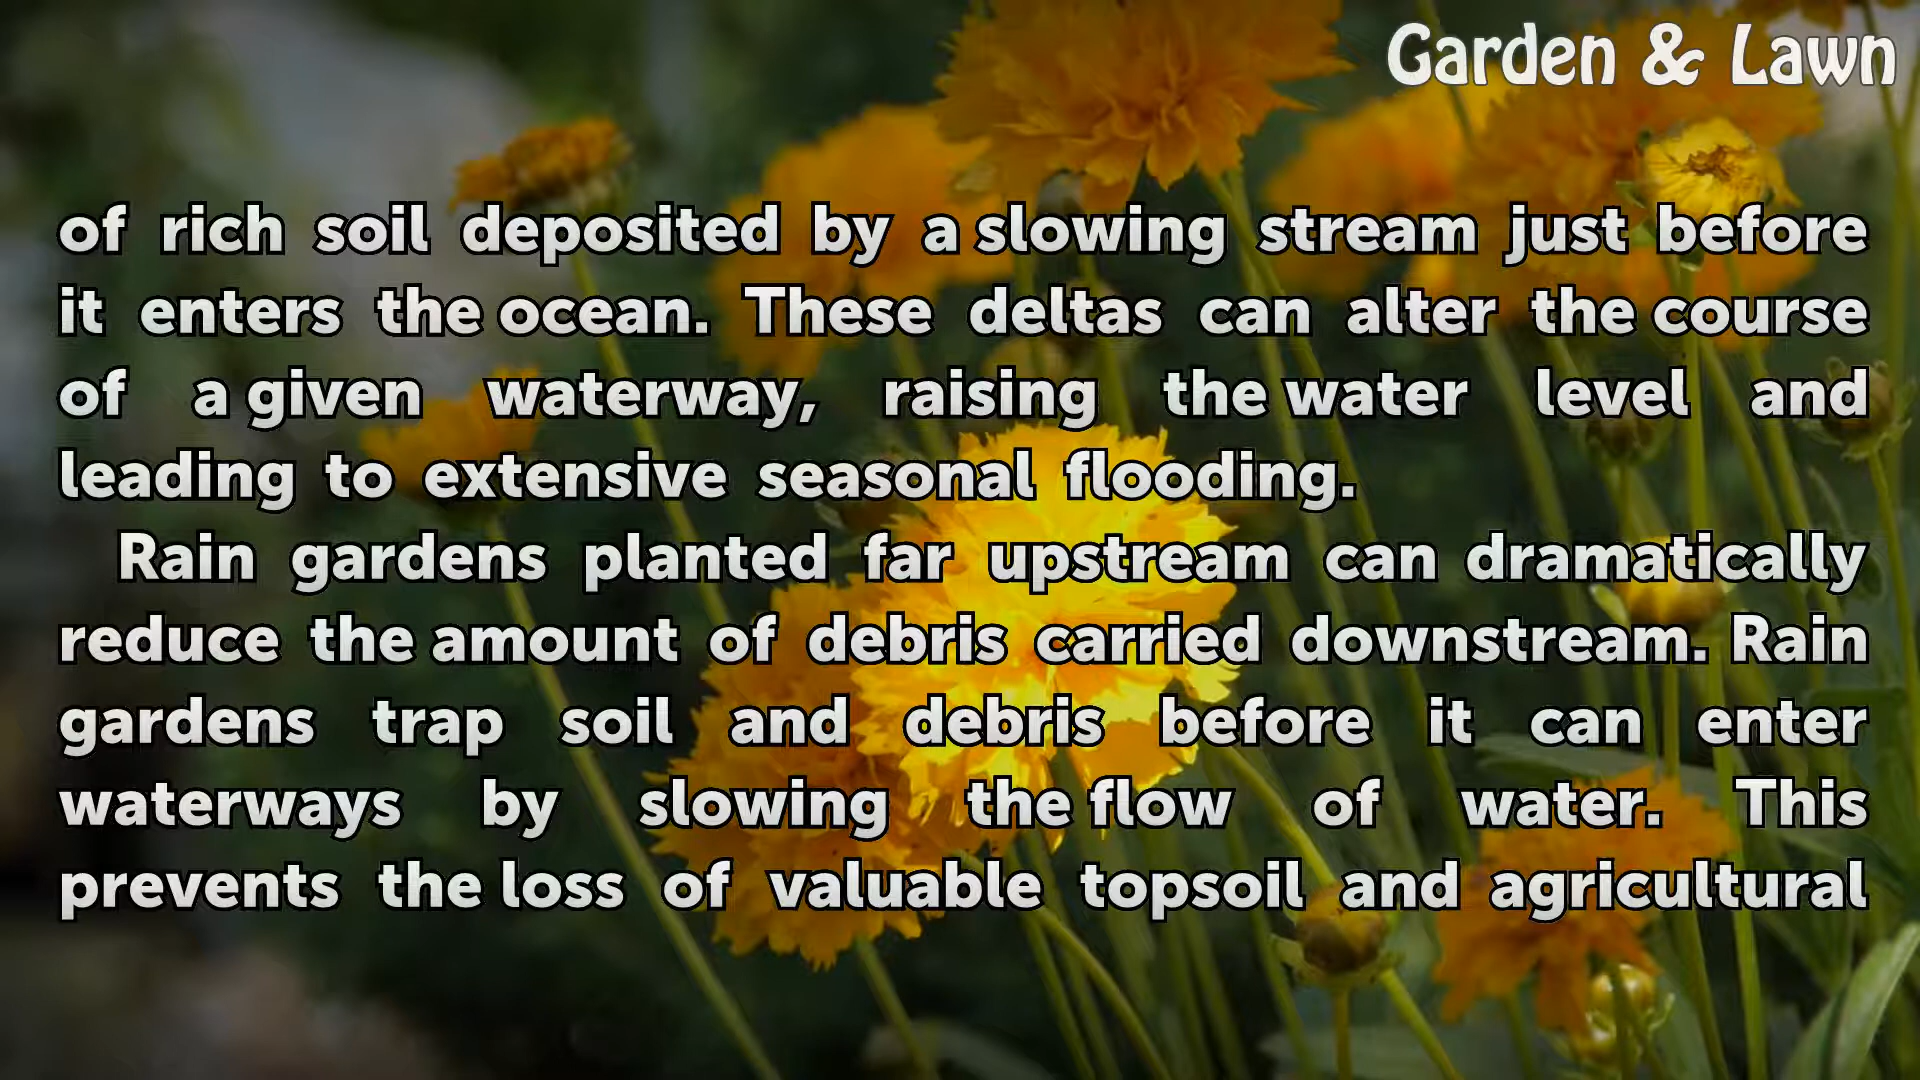 Garden & Lawn
of rich soil deposited by a slowing stream just before
it enters the ocean. These deltas can alter the course
of a given waterway, raising the water level and
leading to extensive seasonal flooding.
Rain gardens planted far upstream can dramatically
reduce the amount of debris carried downstream. Rain
gardens trap soil and debris before it can enter
waterways by slowing the flow of water. This
prevents the loss of valuable topsoil and agricultural